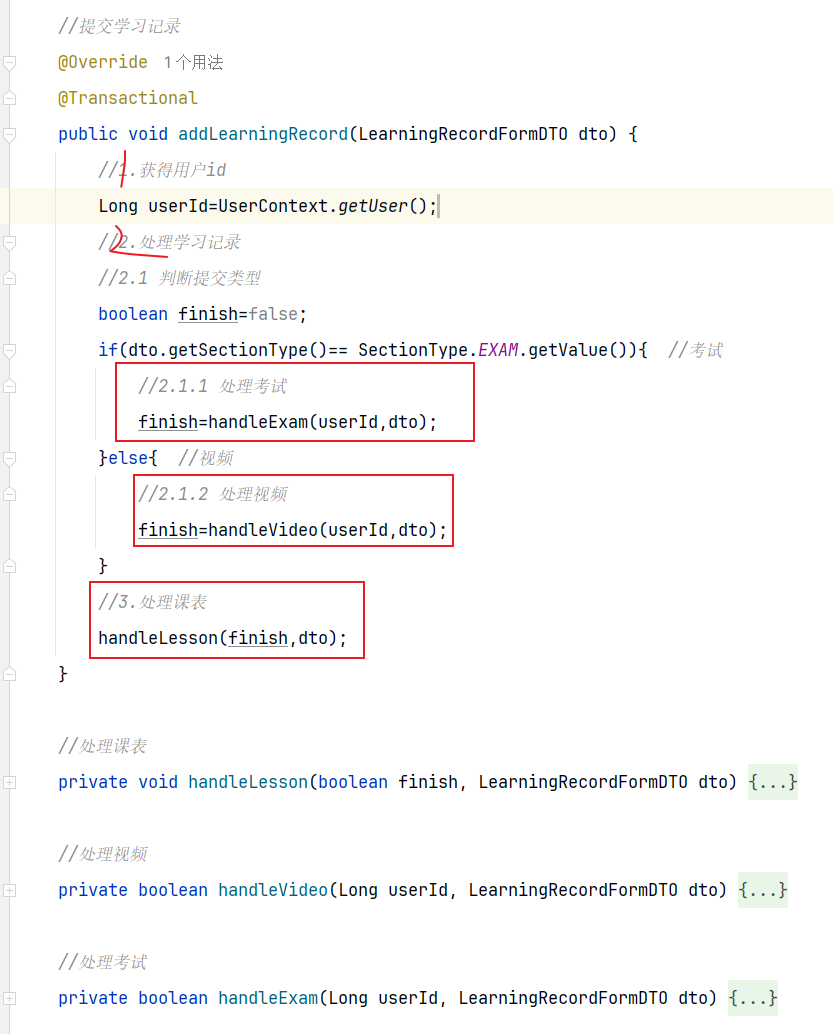 //提交学习记录
@Override 1个用法
@Transactional
public void addLearningRecord(LearningRecordFormDTO dto) {
//1.获得用户id
Long userId=UserContext.getUser();
//2.处理学习记录
//2.1 判断提交类型
boolean finish=false;
if(dto.getSectionType()== SectionType.EXAM.getValue()){ //考试
//2.1.1 处理考试
finish=handleExam(userId,dto);
}else{ //视频
//2.1.2 处理视频
finish=handleVideo(userId,dto);
}
//3.处理课表
handleLesson(finish,dto);
}
//处理课表
private void handleLesson(boolean finish, LearningRecordFormDTO dto) {...}
//处理视频
private boolean handleVideo(Long userId, LearningRecordFormDTO dto) {...}
//处理考试
private boolean handleExam(Long userId, LearningRecordFormDTO dto) {...}